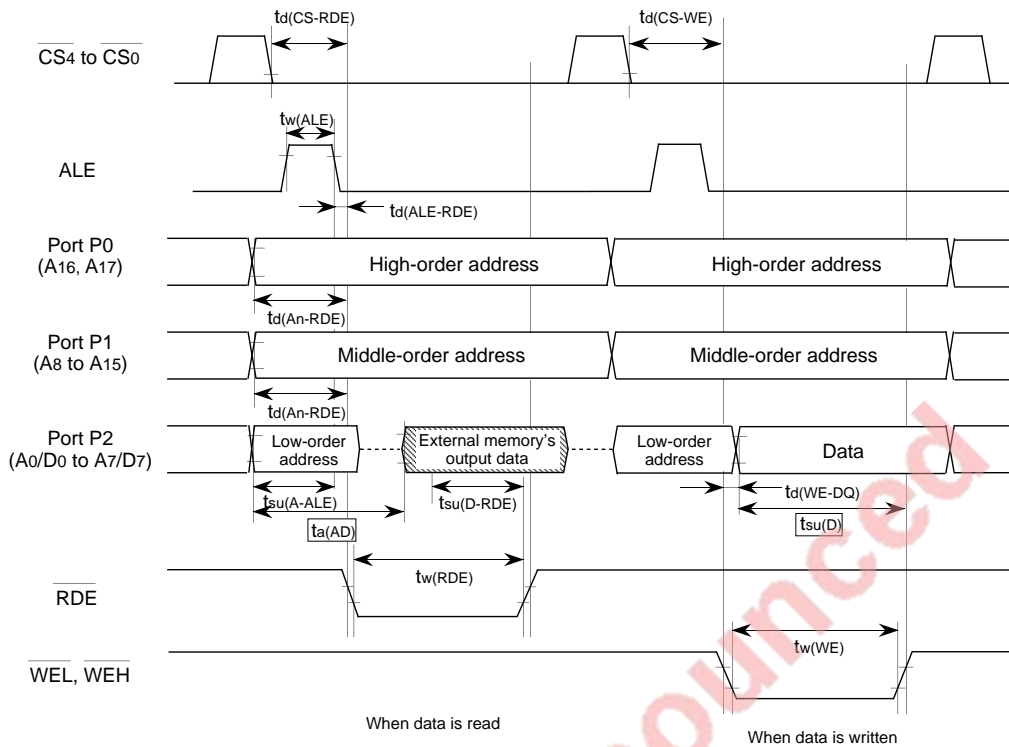 td(CS-RDE)
td(CS-WE)
CS4 to CS0
tw(ALE)
ALE
td(ALE-RDE)
Port P0
(A16, A17)
High-order address
High-order address
td(An-RDE)
Port P1
(A8 to A15)
Middle-order address
Middle-order address
td(An-RDE)
Port P2
(A0/D0 to A7/D7)
Low-order
address
External memory's
output data
Low-order
address
Data
tsu(A-ALE)
tsu(D-RDE)
td(WE-DQ)
ta(AD)
tsu(D)
tw(RDE)
RDE
tw(WE)
WEL, WEH
When data is read
When data is written
ounced